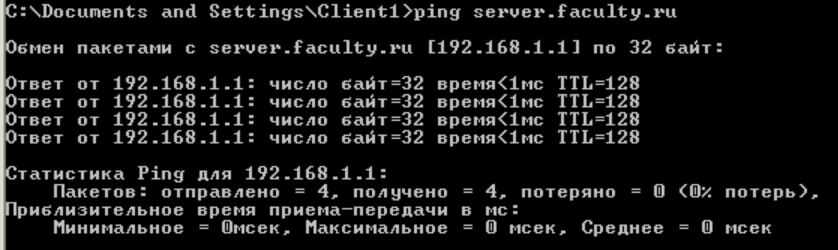 C:\Documents and Settings\Client1>ping server.faculty.ru
Обмен пакетами с server.faculty.ru [192.168.1.1] по 32 байт:
Ответ от 192.168.1.1: число байт=32 время<1мс TTL=128
Ответ от 192.168.1.1: число байт=32 время<1мс TTL=128
Ответ от 192.168.1.1: число байт=32 время<1мс TTL=128
Ответ от 192.168.1.1: число байт=32 время<1мс TTL=128
Статистика Ping для 192.168.1.1:
Пакетов: отправлено = 4, получено = 4, потеряно = 0 (0% потерь),
Приблизительное время приема-передачи в мс:
Минимальное = 0мсек, Максимальное = 0 мсек, Среднее = 0 мсек